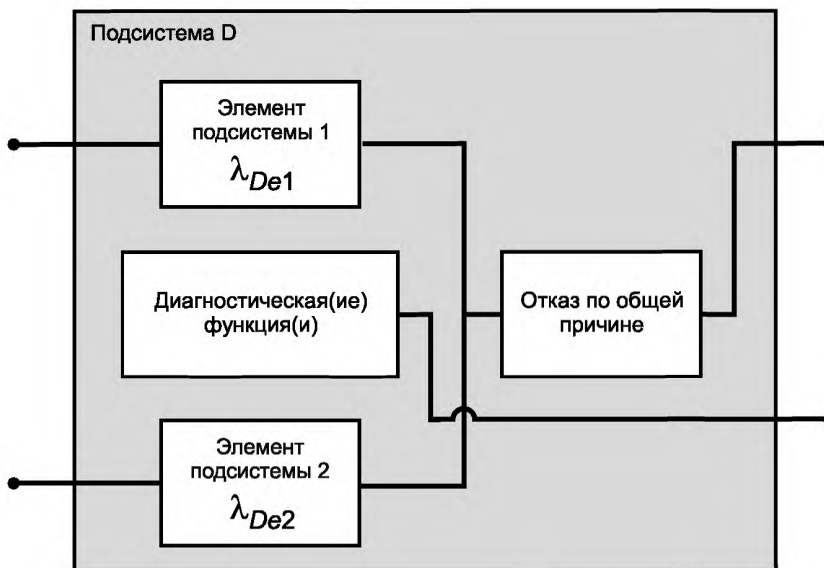 Подсистема D
Элемент
подсистемы 1
λDe1
Диагностическая(ие)
функция(и)
Отказ по общей
причине
Элемент
подсистемы 2
λDe2